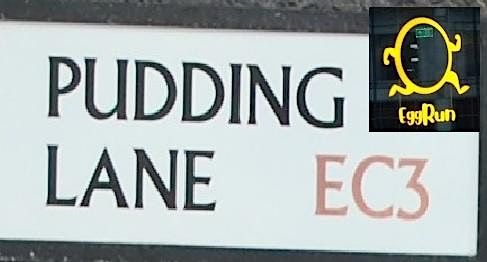 PUDDING
LANE EC3
EggRun